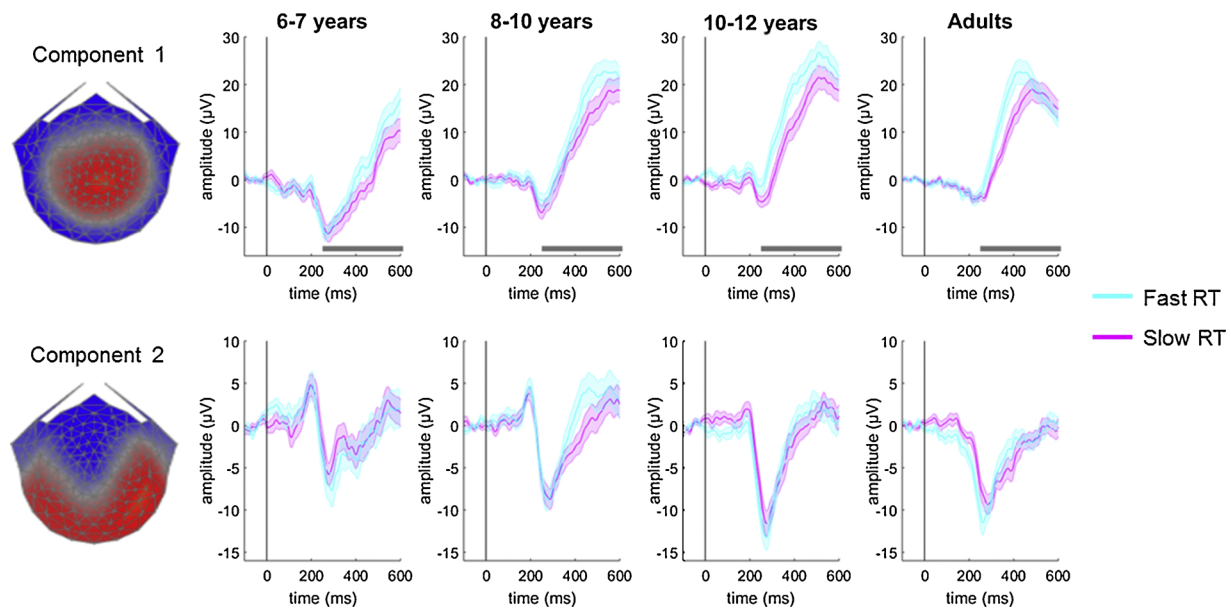 6-7 years 8-10 years 10-12 years Adults
Component 1
amplitude (µV) amplitude (µV) amplitude (µV) amplitude (µV)
30 30 30 30
20 20 20 20
10 10 10 10
0 0 0 0
-10 -10 -10 -10
0 200 400 600 0 200 400 600 0 200 400 600 0 200 400 600
time (ms) time (ms) time (ms) time (ms)
Fast RT
Slow RT
Component 2
amplitude (µV) amplitude (µV) amplitude (µV) amplitude (µV)
10 10 10 10
5 5 5 5
0 0 0 0
-5 -5 -5 -5
-10 -10 -10 -10
-15 -15 -15 -15
0 200 400 600 0 200 400 600 0 200 400 600 0 200 400 600
time (ms) time (ms) time (ms) time (ms)